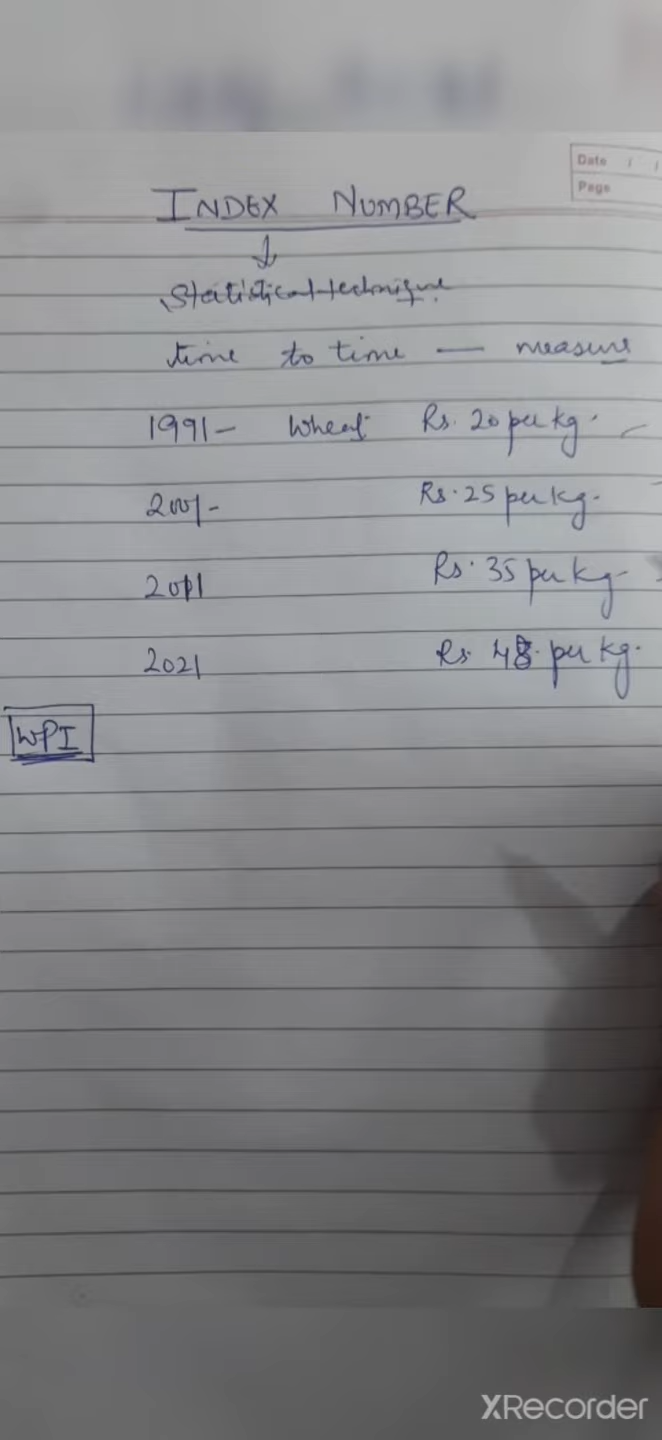 Date / /
Page
INDEX NUMBER
↓
Statistical technique
time to time — measure
1991 - Wheat Rs. 20 per kg.
2001 - Rs. 25 per kg.
2011 Rs. 35 per kg -
2021 Rs. 48 per kg.
WPI
XRecorder